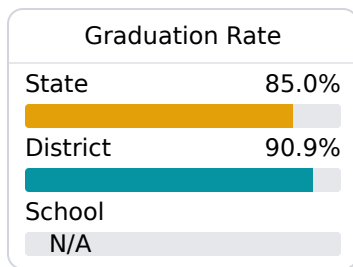 Graduation Rate
State 85.0%
District 90.9%
School
N/A